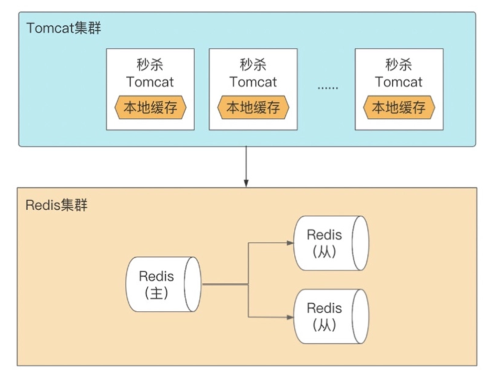 Tomcat集群
秒杀
Tomcat
本地缓存
秒杀
Tomcat
本地缓存
......
秒杀
Tomcat
本地缓存
Redis集群
Redis
（主）
Redis
（从）
Redis
（从）